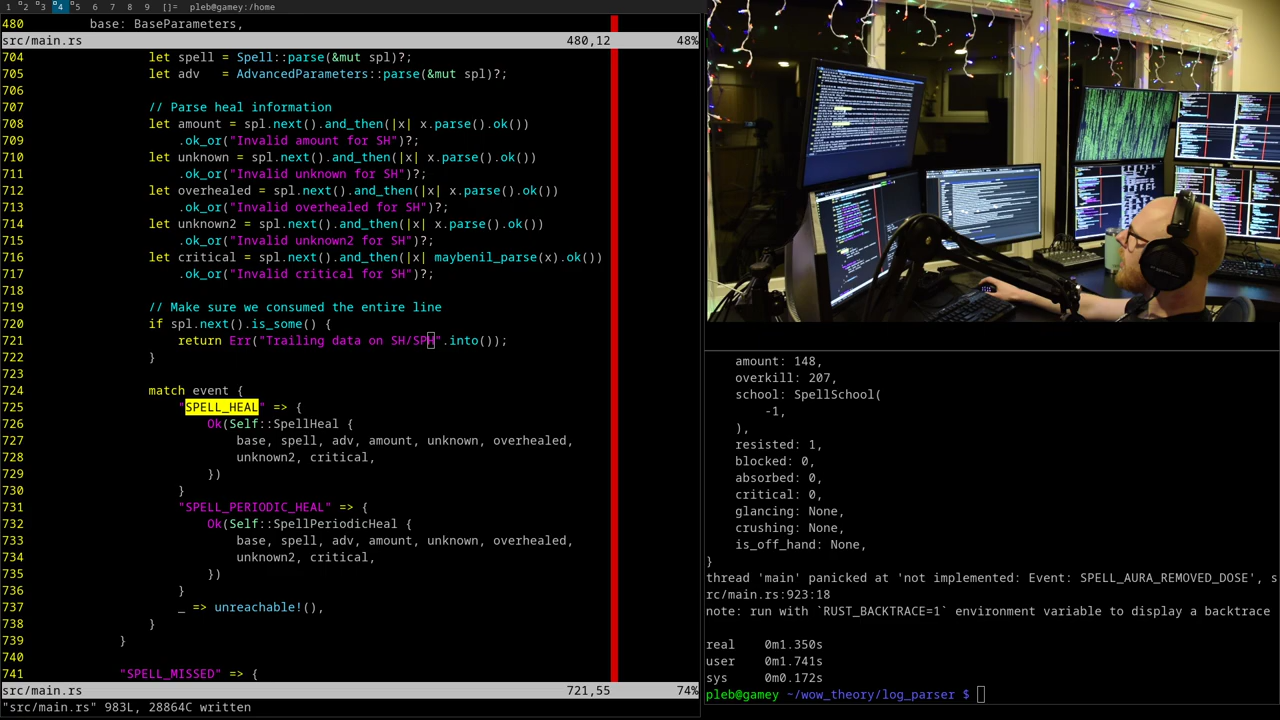 1 2 3 4 5 6 7 8 9 []= pleb@gamey:/home
480 base: BaseParameters,
src/main.rs 480,12 48%
704 let spell = Spell::parse(&mut spl)?;
705 let adv   = AdvancedParameters::parse(&mut spl)?;
706
707 // Parse heal information
708 let amount = spl.next().and_then(|x| x.parse().ok())
709 .ok_or("Invalid amount for SH")?;
710 let unknown = spl.next().and_then(|x| x.parse().ok())
711 .ok_or("Invalid unknown for SH")?;
712 let overhealed = spl.next().and_then(|x| x.parse().ok())
713 .ok_or("Invalid overhealed for SH")?;
714 let unknown2 = spl.next().and_then(|x| x.parse().ok())
715 .ok_or("Invalid unknown2 for SH")?;
716 let critical = spl.next().and_then(|x| maybenil_parse(x).ok())
717 .ok_or("Invalid critical for SH")?;
718
719 // Make sure we consumed the entire line
720 if spl.next().is_some() {
721 return Err("Trailing data on SH/SPH".into());
722 }
723
724 match event {
725 "SPELL_HEAL" => {
726 Ok(Self::SpellHeal {
727 base, spell, adv, amount, unknown, overhealed,
728 unknown2, critical,
729 })
730 }
731 "SPELL_PERIODIC_HEAL" => {
732 Ok(Self::SpellPeriodicHeal {
733 base, spell, adv, amount, unknown, overhealed,
734 unknown2, critical,
735 })
736 }
737 _ => unreachable!(),
738 }
739 }
740
741 "SPELL_MISSED" => {
src/main.rs 721,55 74%
"src/main.rs" 983L, 28864C written
amount: 148,
overkill: 207,
school: SpellSchool(
-1,
),
resisted: 1,
blocked: 0,
absorbed: 0,
critical: 0,
glancing: None,
crushing: None,
is_off_hand: None,
}
thread 'main' panicked at 'not implemented: Event: SPELL_AURA_REMOVED_DOSE', s
rc/main.rs:923:18
note: run with `RUST_BACKTRACE=1` environment variable to display a backtrace
real 0m1.350s
user 0m1.741s
sys 0m0.172s
pleb@gamey ~/wow_theory/log_parser $